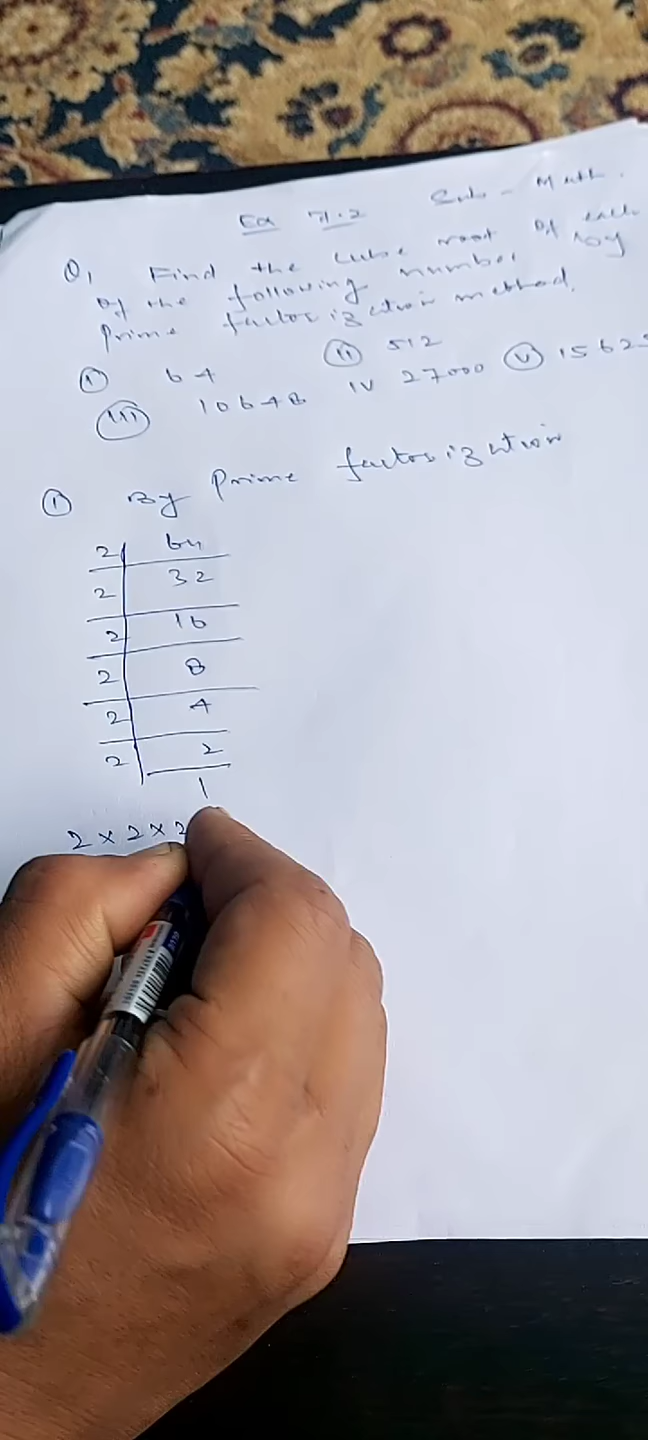 Ex 7.2 Sub - Math.
Q1 Find the cube root of each
of the following number by
prime factorization method.
(i) 64 (ii) 512
(iii) 10648 iv 27000 (v) 15625
(i) By Prime factorization
2 64
2 32
2 16
2 8
2 4
2 2
1
2 × 2 × 2